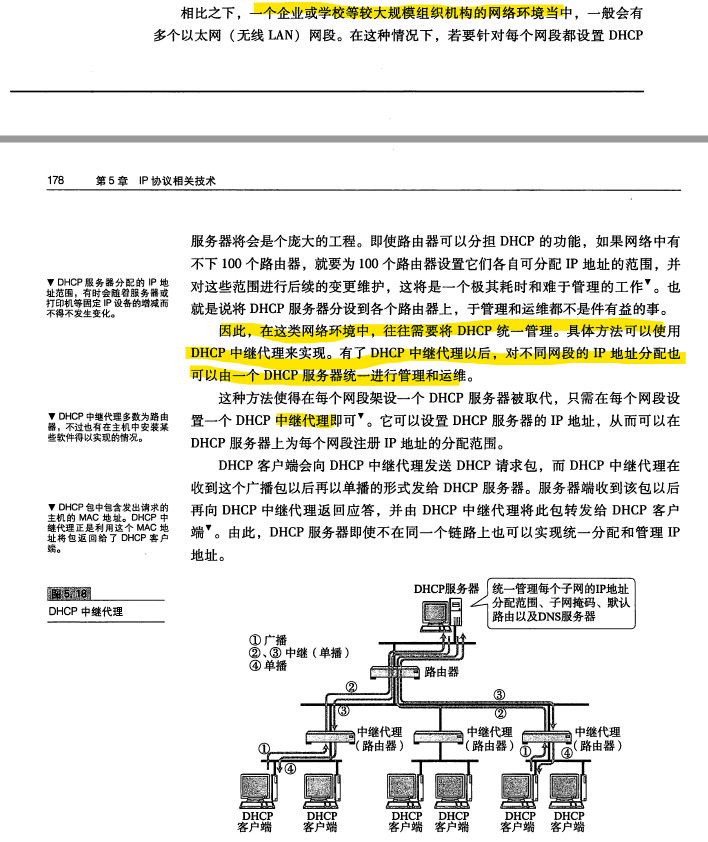 相比之下，一个企业或学校等较大规模组织机构的网络环境当中，一般会有
多个以太网（无线 LAN）网段。在这种情况下，若要针对每个网段都设置 DHCP
178 第 5 章 IP 协议相关技术
服务器将会是个庞大的工程。即使路由器可以分担 DHCP 的功能，如果网络中有
不下 100 个路由器，就要为 100 个路由器设置它们各自可分配 IP 地址的范围，并
对这些范围进行后续的变更维护，这将是一个极其耗时和难于管理的工作▼。也
就是说将 DHCP 服务器分设到各个路由器上，于管理和运维都不是件有益的事。
▼ DHCP 服务器分配的 IP 地
址范围，有时会随着服务器或
打印机等固定 IP 设备的增减而
不得不发生变化。
因此，在这类网络环境中，往往需要将 DHCP 统一管理。具体方法可以使用
DHCP 中继代理来实现。有了 DHCP 中继代理以后，对不同网段的 IP 地址分配也
可以由一个 DHCP 服务器统一进行管理和运维。
这种方法使得在每个网段架设一个 DHCP 服务器被取代，只需在每个网段设
置一个 DHCP 中继代理即可▼。它可以设置 DHCP 服务器的 IP 地址，从而可以在
DHCP 服务器上为每个网段注册 IP 地址的分配范围。
▼ DHCP 中继代理多数为路由
器，不过也有在主机中安装某
些软件得以实现的情况。
DHCP 客户端会向 DHCP 中继代理发送 DHCP 请求包，而 DHCP 中继代理在
收到这个广播包以后再以单播的形式发给 DHCP 服务器。服务器端收到该包以后
再向 DHCP 中继代理返回应答，并由 DHCP 中继代理将此包转发给 DHCP 客户
端▼。由此，DHCP 服务器即使不在同一个链路上也可以实现统一分配和管理 IP
地址。
▼ DHCP 包中包含发出请求的
主机的 MAC 地址。DHCP 中
继代理正是利用这个 MAC 地
址将包返回给了 DHCP 客户
端。
图 5.18
DHCP 中继代理
DHCP服务器
统一管理每个子网的IP地址
分配范围、子网掩码、默认
路由以及DNS服务器
①广播
②、③中继（单播）
④单播
路由器
②
③
③
②
中继代理
（路由器）
中继代理
（路由器）
中继代理
（路由器）
①
④
①
④
DHCP
客户端
DHCP
客户端
DHCP
客户端
DHCP
客户端
DHCP
客户端
DHCP
客户端